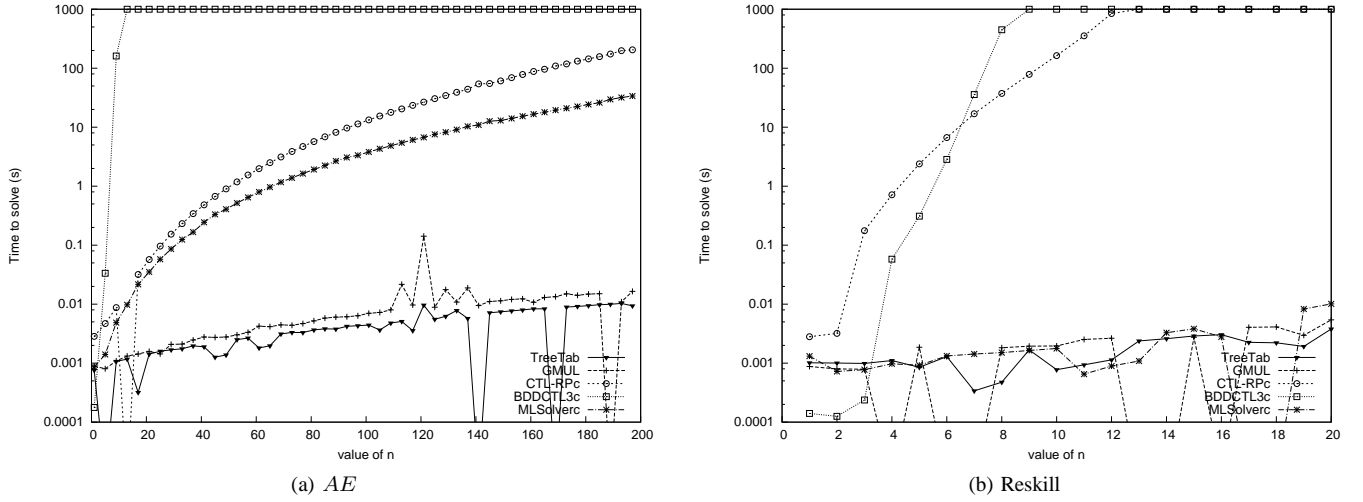 1000
100
10
1
0.1
0.01
0.001
0.0001
Time to solve (s)
0 20 40 60 80 100 120 140 160 180 200
value of n
TreeTab
GMUL
CTL-RPc
BDDCTL3c
MLSolverc
(a) AE
1000
100
10
1
0.1
0.01
0.001
0.0001
Time to solve (s)
0 2 4 6 8 10 12 14 16 18 20
value of n
TreeTab
GMUL
CTL-RPc
BDDCTL3c
MLSolverc
(b) Reskill